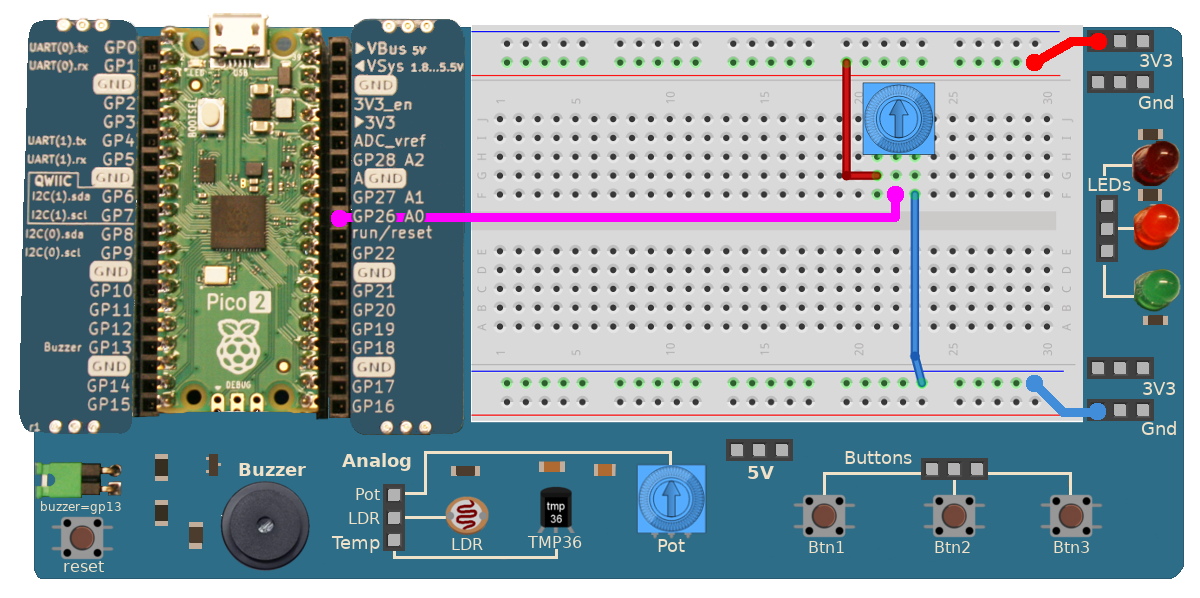 UART(0).tx GP0
UART(0).rx GP1
GND
GP2
GP3
UART(1).tx GP4
UART(1).rx GP5
QWIIC GND
I2C(1).sda GP6
I2C(1).scl GP7
I2C(0).sda GP8
I2C(0).scl GP9
GND
GP10
GP11
GP12
Buzzer GP13
GND
GP14
GP15
r1
LED
USB
BOOTSEL
Pico 2
DEBUG
VBus 5V
VSys 1.8...5.5V
GND
3V3_en
3V3
ADC_vref
GP28 A2
A GND
GP27 A1
GP26 A0
run/reset
GP22
GND
GP21
GP20
GP19
GP18
GND
GP17
GP16
1 5 10 15 20 25 30
J
I
H
G
F
E
D
C
B
A
1 5 10 15 20 25 30
3V3
Gnd
LEDs
3V3
Gnd
buzzer=gp13
reset
Buzzer
Analog
Pot
LDR
Temp
LDR
tmp
36
TMP36
Pot
5V
Buttons
Btn1
Btn2
Btn3